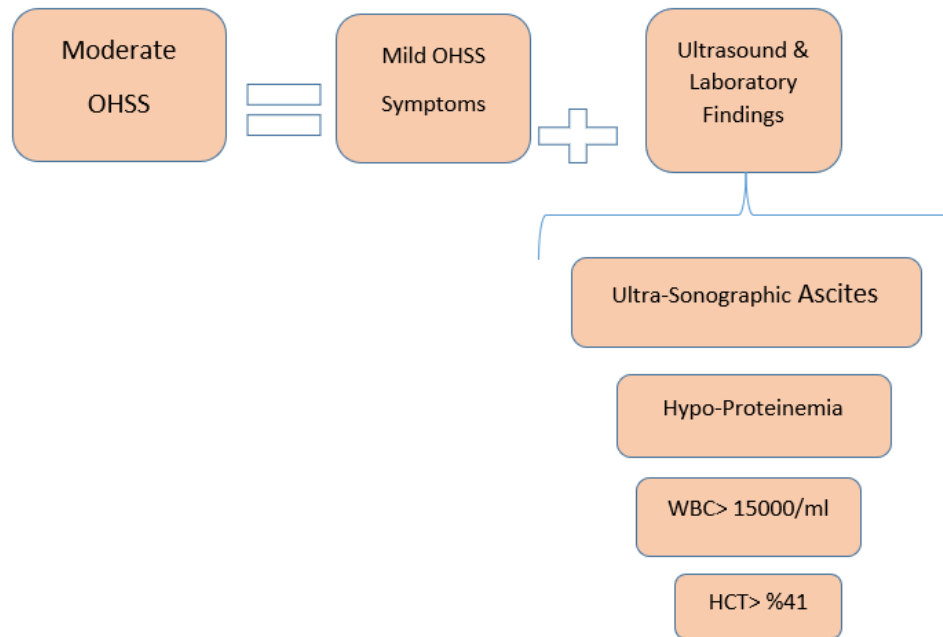 Moderate
OHSS
Mild OHSS
Symptoms
Ultrasound &
Laboratory
Findings
Ultra-Sonographic Ascites
Hypo-Proteinemia
WBC> 15000/ml
HCT> %41